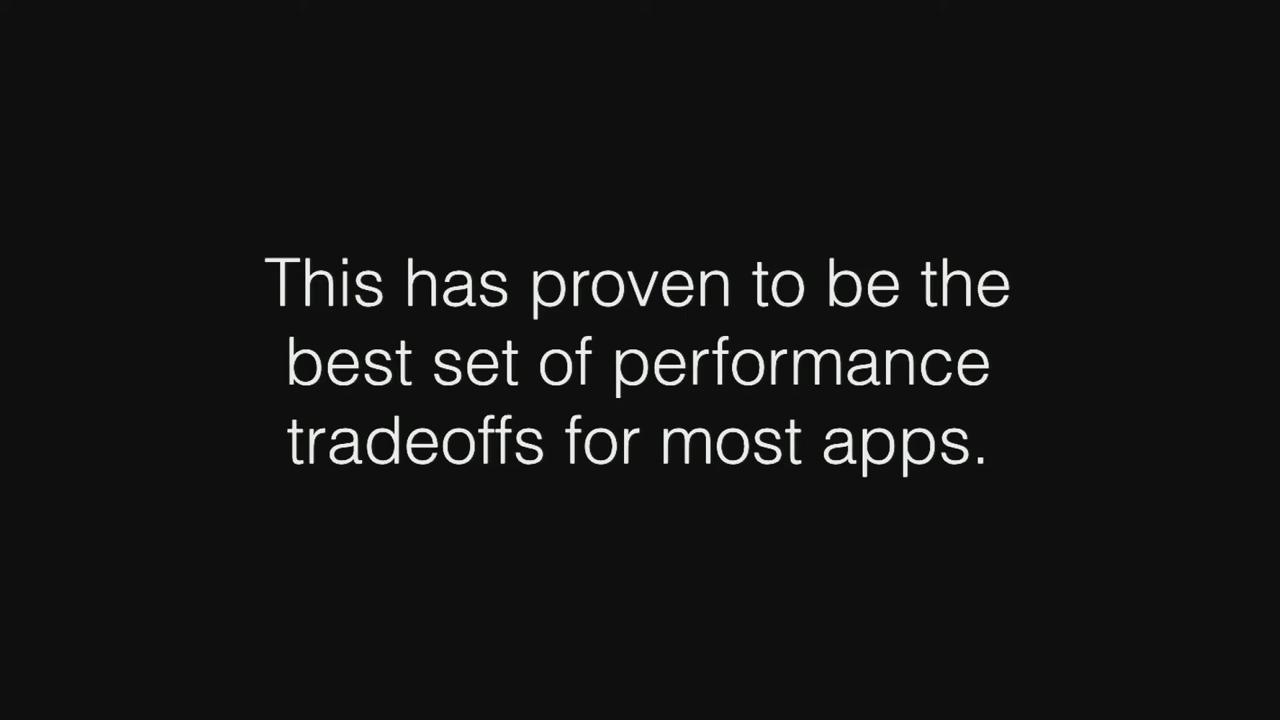 This has proven to be the
best set of performance
tradeoffs for most apps.